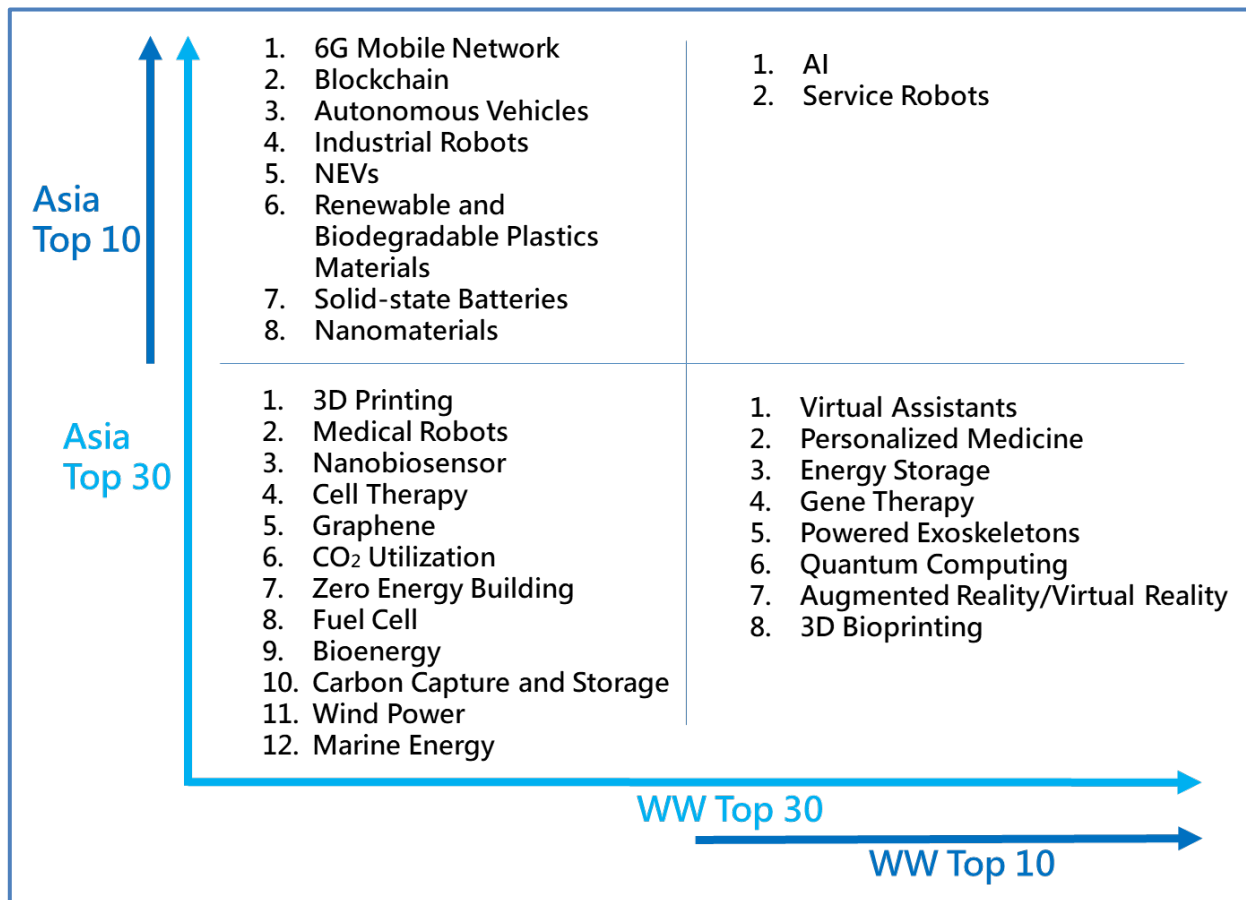 1. 6G Mobile Network
2. Blockchain
3. Autonomous Vehicles
4. Industrial Robots
5. NEVs
6. Renewable and
Biodegradable Plastics
Materials
7. Solid-state Batteries
8. Nanomaterials
1. AI
2. Service Robots
Asia
Top 10
Asia
Top 30
1. 3D Printing
2. Medical Robots
3. Nanobiosensor
4. Cell Therapy
5. Graphene
6. CO₂ Utilization
7. Zero Energy Building
8. Fuel Cell
9. Bioenergy
10. Carbon Capture and Storage
11. Wind Power
12. Marine Energy
1. Virtual Assistants
2. Personalized Medicine
3. Energy Storage
4. Gene Therapy
5. Powered Exoskeletons
6. Quantum Computing
7. Augmented Reality/Virtual Reality
8. 3D Bioprinting
WW Top 30
WW Top 10